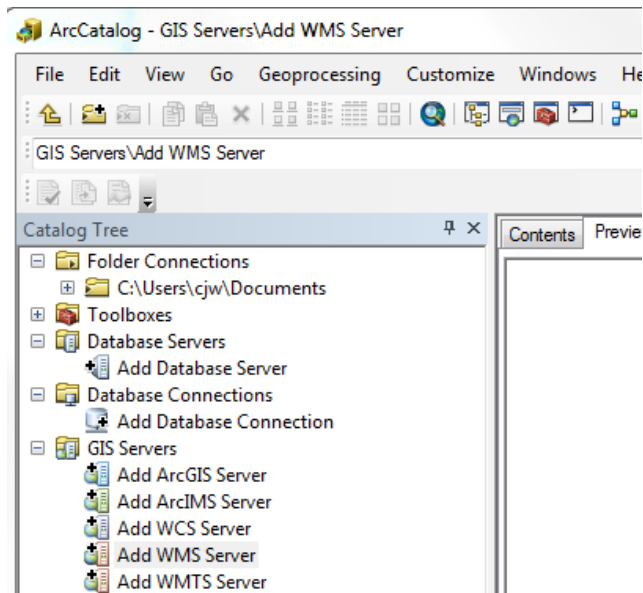 ArcCatalog - GIS Servers\Add WMS Server
File Edit View Go Geoprocessing Customize Windows He
GIS Servers\Add WMS Server
Catalog Tree
Contents Previe
Folder Connections
C:\Users\cjw\Documents
Toolboxes
Database Servers
Add Database Server
Database Connections
Add Database Connection
GIS Servers
Add ArcGIS Server
Add ArcIMS Server
Add WCS Server
Add WMS Server
Add WMTS Server